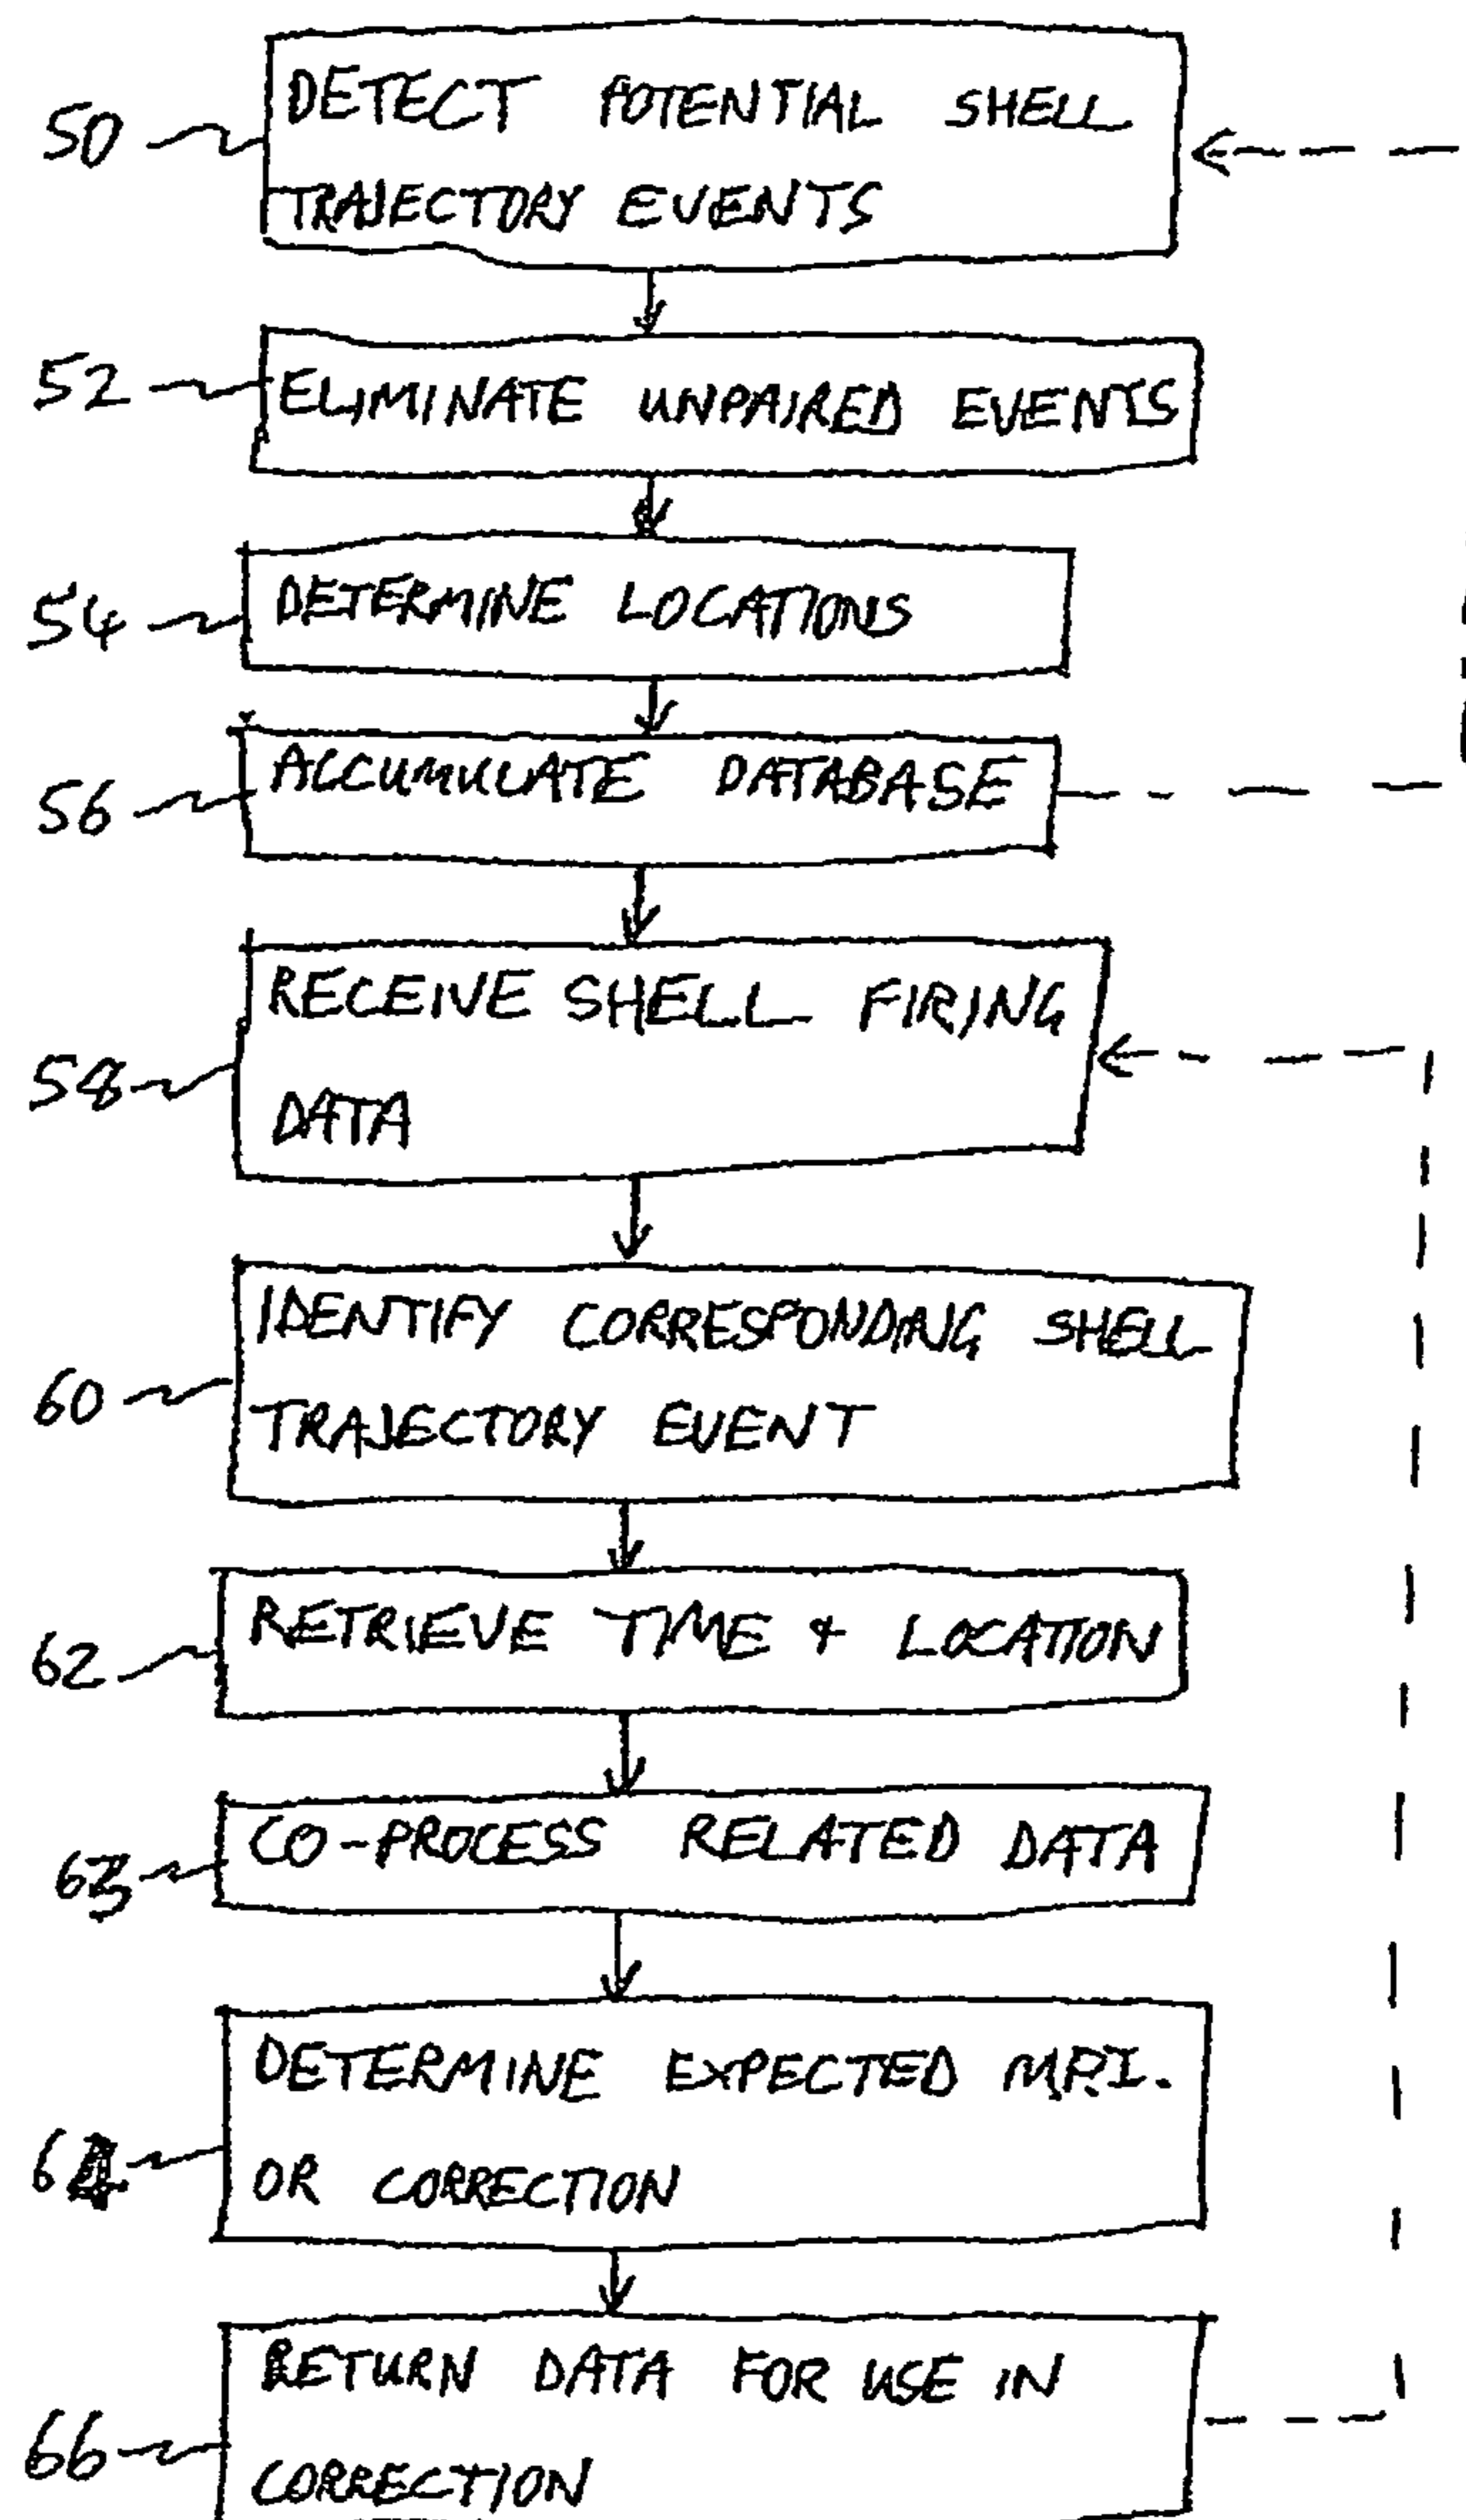 50
DETECT POTENTIAL SHELL
TRAJECTORY EVENTS
52
ELIMINATE UNPAIRED EVENTS
54
DETERMINE LOCATIONS
56
ACCUMULATE DATABASE
58
RECEIVE SHELL FIRING
DATA
60
IDENTIFY CORRESPONDING SHELL
TRAJECTORY EVENT
62
RETRIEVE TIME & LOCATION
63
CO-PROCESS RELATED DATA
64
DETERMINE EXPECTED MPI.
OR CORRECTION
66
RETURN DATA FOR USE IN
CORRECTION